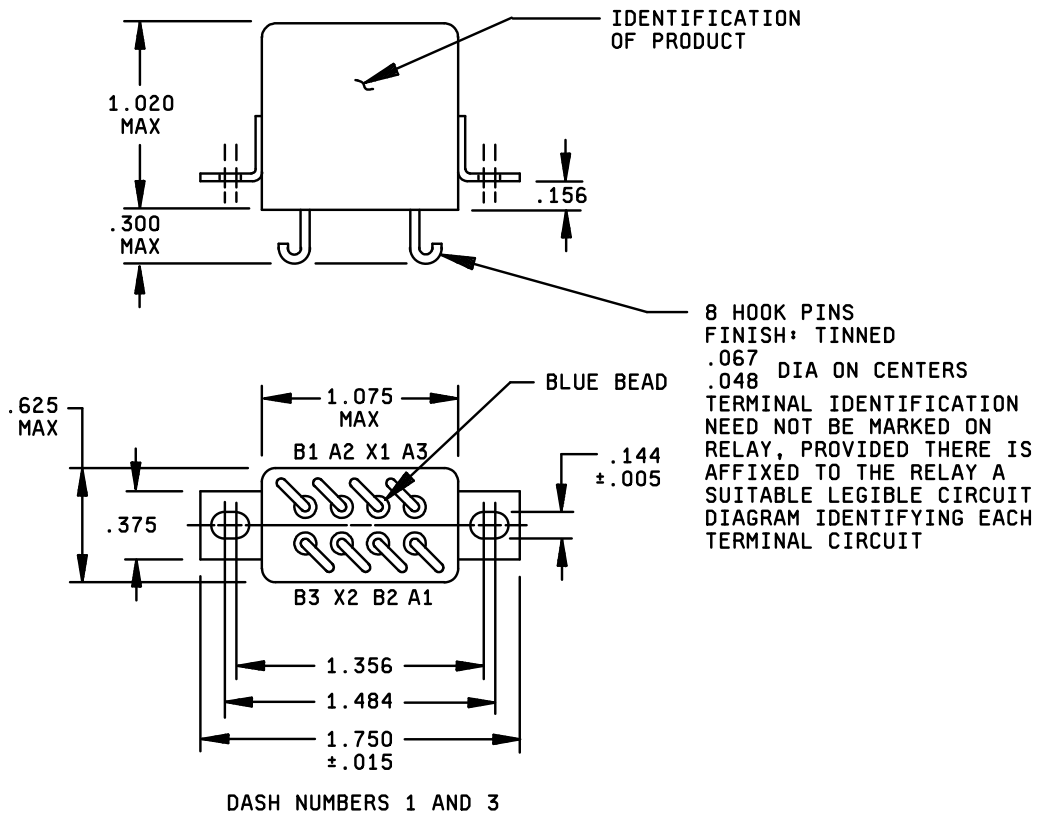 IDENTIFICATION
OF PRODUCT
1.020
MAX
.156
.300
MAX
8 HOOK PINS
FINISH: TINNED
.067
.048 DIA ON CENTERS
TERMINAL IDENTIFICATION
NEED NOT BE MARKED ON
RELAY, PROVIDED THERE IS
AFFIXED TO THE RELAY A
SUITABLE LEGIBLE CIRCUIT
DIAGRAM IDENTIFYING EACH
TERMINAL CIRCUIT
BLUE BEAD
1.075
MAX
.625
MAX
B1 A2 X1 A3
.144
±.005
.375
B3 X2 B2 A1
1.356
1.484
1.750
±.015
DASH NUMBERS 1 AND 3